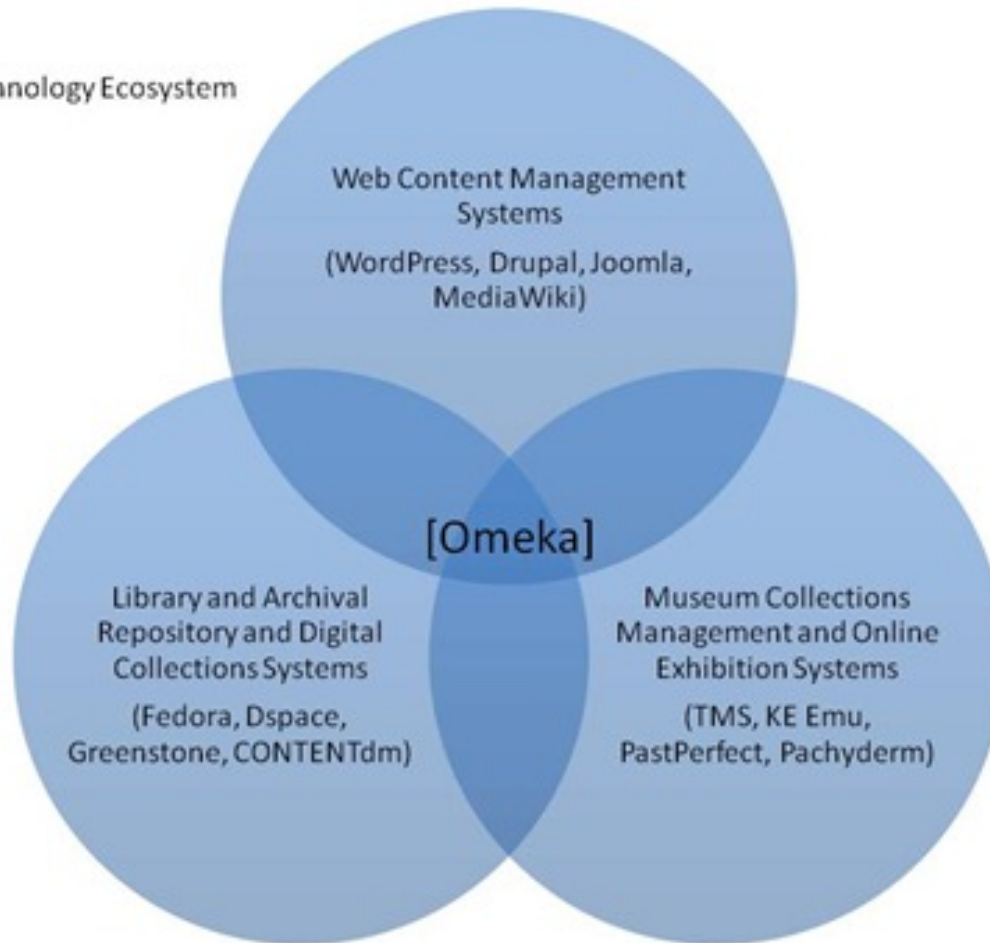 Ecosystem
Web Content Management
Systems
(WordPress, Drupal, Joomla,
MediaWiki)
[Omeka]
Library and Archival
Repository and Digital
Collections Systems
(Fedora, Dspace,
Greenstone, CONTENTdm)
Museum Collections
Management and Online
Exhibition Systems
(TMS, KE Emu,
PastPerfect, Pachyderm)